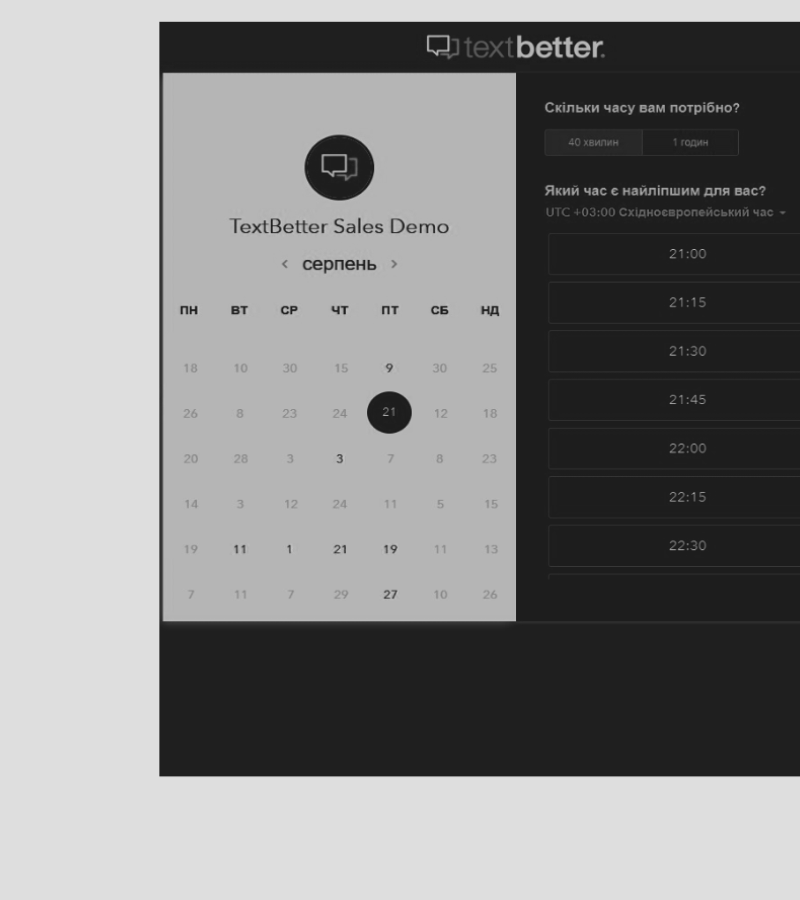 textbetter.
TextBetter Sales Demo
< серпень >
ПН ВТ СР ЧТ ПТ СБ НД
18 10 30 15 9 30 25
26 8 23 24 21 12 18
20 28 3 3 7 8 23
14 3 12 24 11 5 15
19 11 1 21 19 11 13
7 11 7 29 27 10 26
Скільки часу вам потрібно?
40 хвилин 1 годин
Який час є найліпшим для вас?
UTC +03:00 Східноєвропейський час
21:00
21:15
21:30
21:45
22:00
22:15
22:30